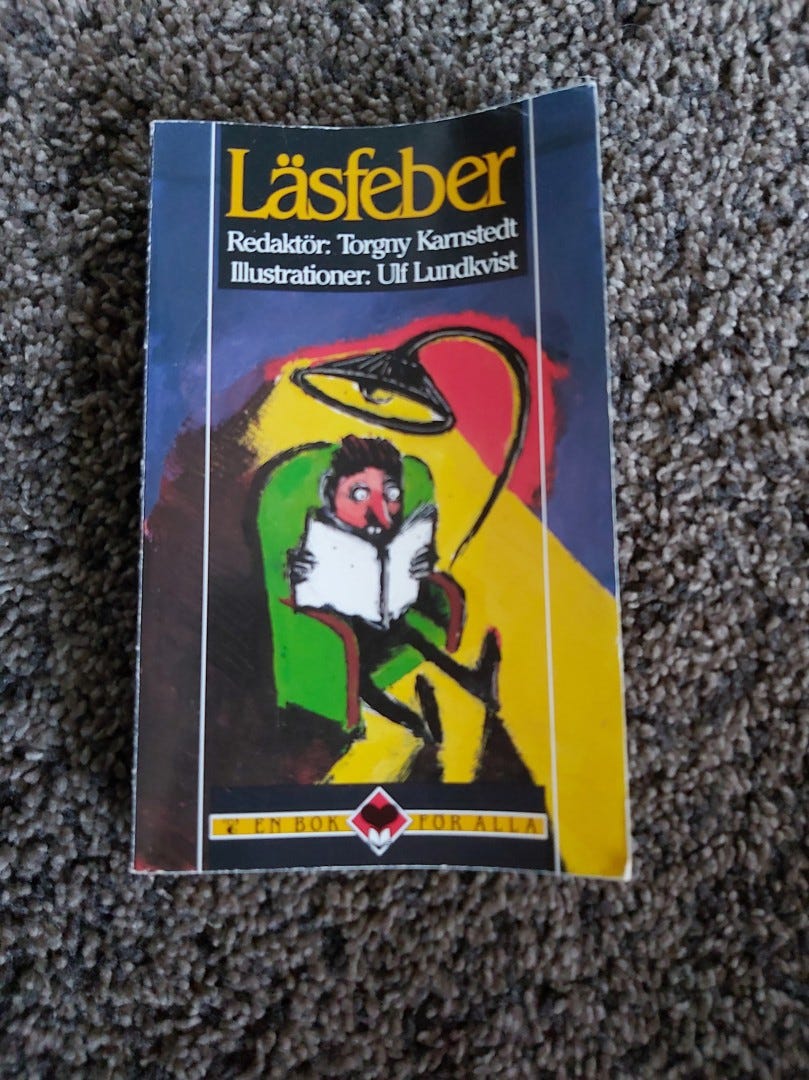 Läsfeber
Redaktör: Torgny Karnstedt
Illustrationer: Ulf Lundkvist
EN BOK FÖR ALLA